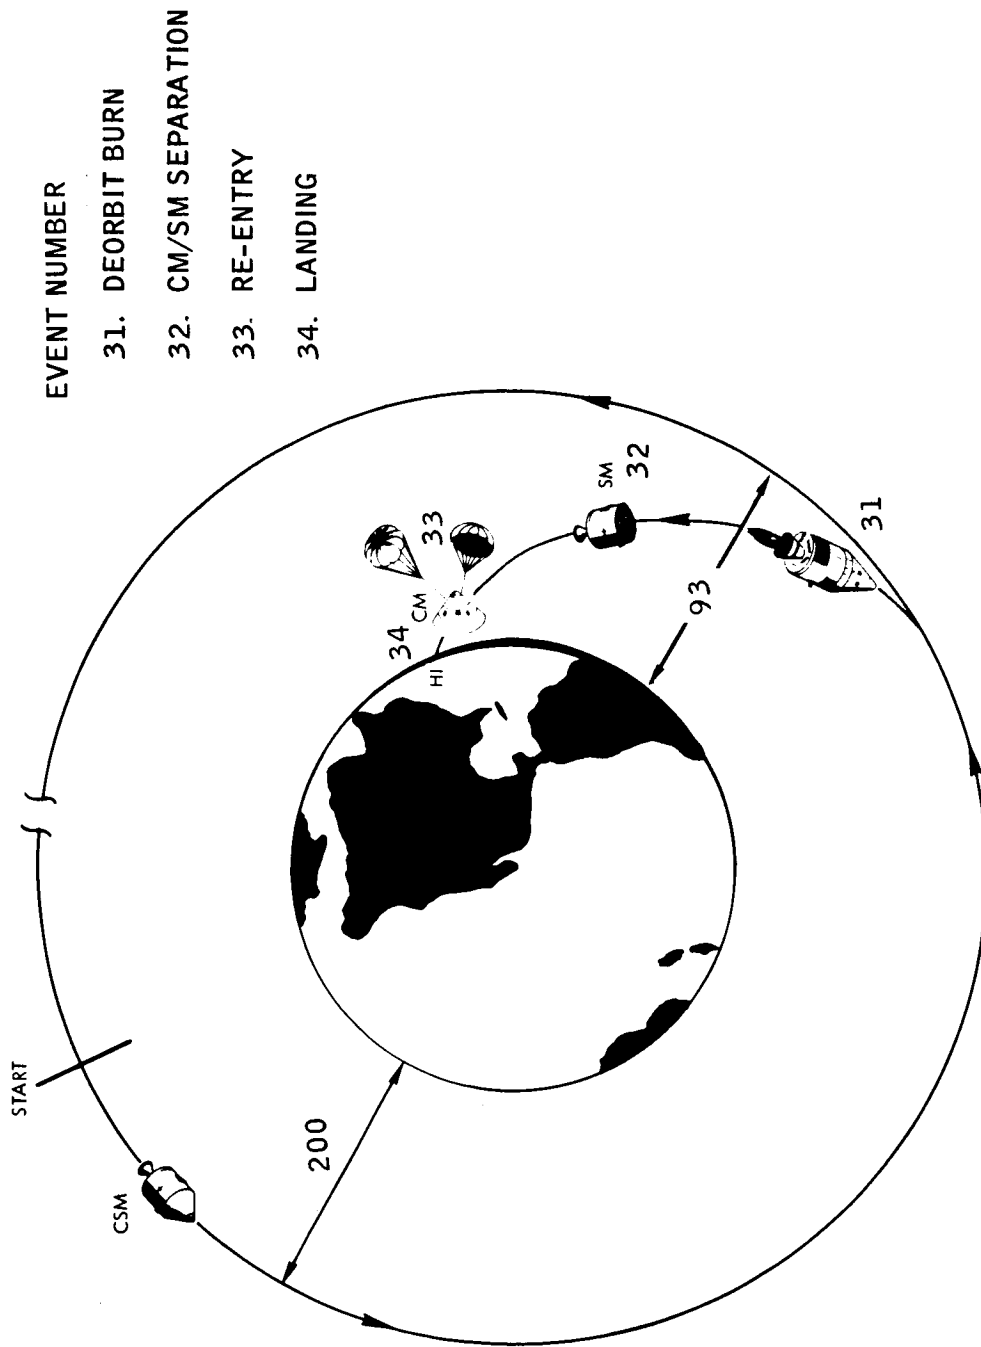 EVENT NUMBER
31. DEORBIT BURN
32. CM/SM SEPARATION
33. RE-ENTRY
34. LANDING
START
CSM
200
34
HI
CM
33
SM
32
93
31